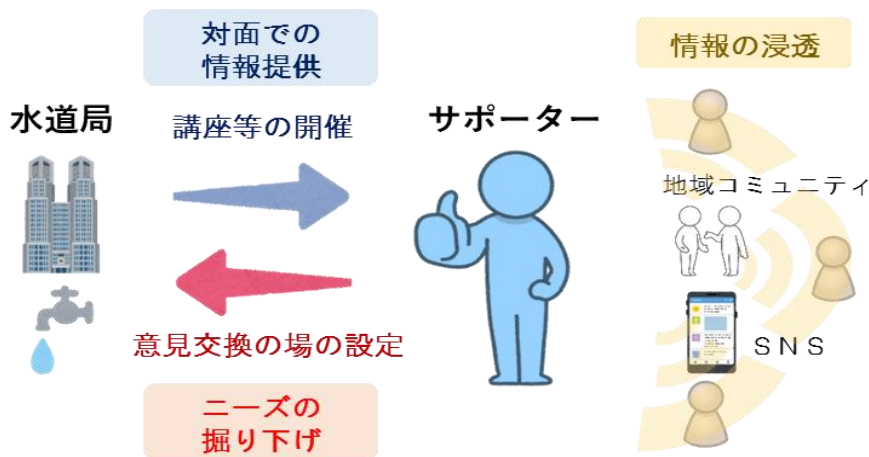 対面での
情報提供
情報の浸透
水道局
講座等の開催
サポーター
地域コミュニティ
意見交換の場の設定
ＳＮＳ
ニーズの
掘り下げ